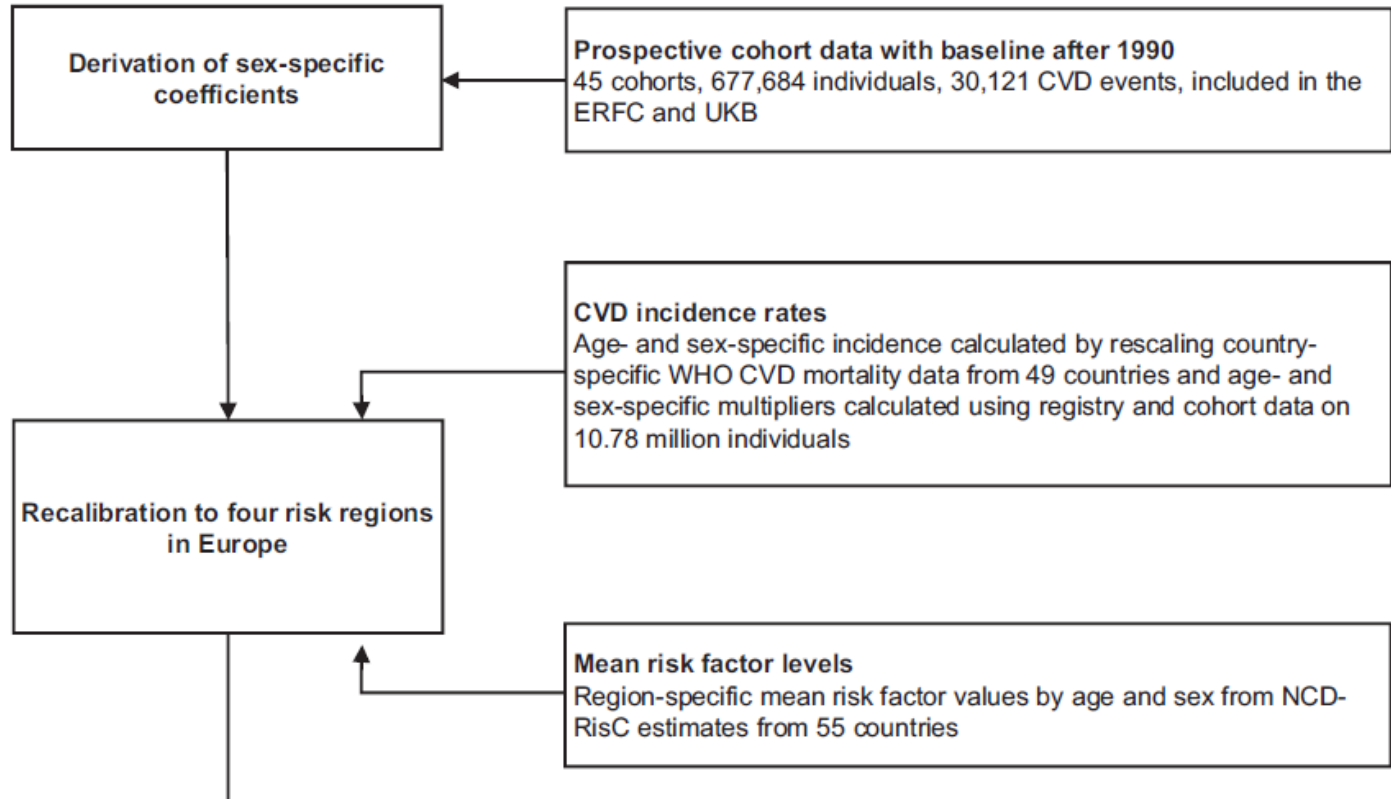 Derivation of sex-specific
coefficients
Prospective cohort data with baseline after 1990
45 cohorts, 677,684 individuals, 30,121 CVD events, included in the
ERFC and UKB
CVD incidence rates
Age- and sex-specific incidence calculated by rescaling country-
specific WHO CVD mortality data from 49 countries and age- and
sex-specific multipliers calculated using registry and cohort data on
10.78 million individuals
Recalibration to four risk regions
in Europe
Mean risk factor levels
Region-specific mean risk factor values by age and sex from NCD-
RisC estimates from 55 countries